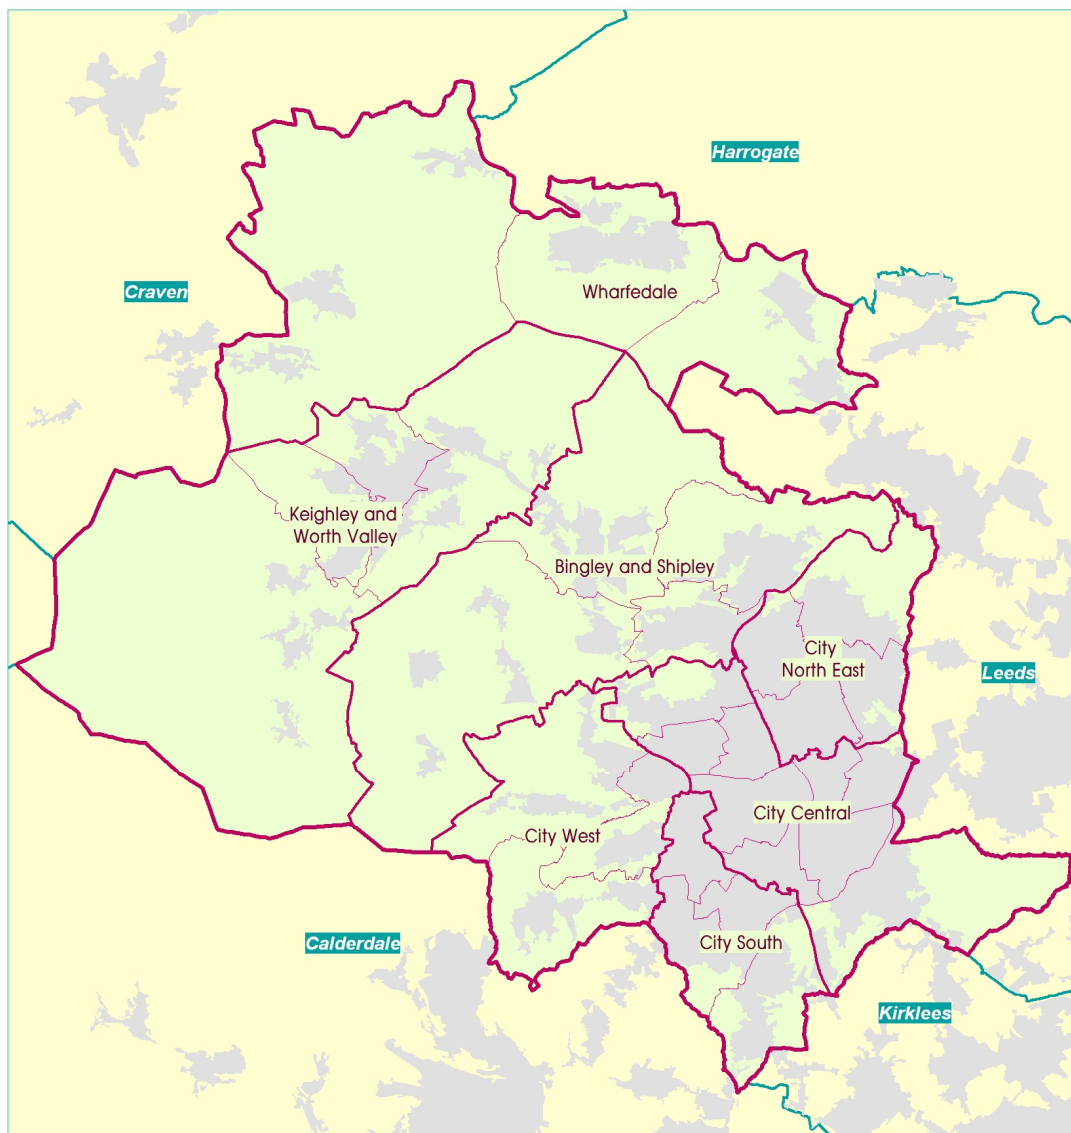 Harrogate
Craven
Wharfedale
Keighley and
Worth Valley
Bingley and Shipley
City
North East
Leeds
City Central
City West
City South
Calderdale
Kirklees